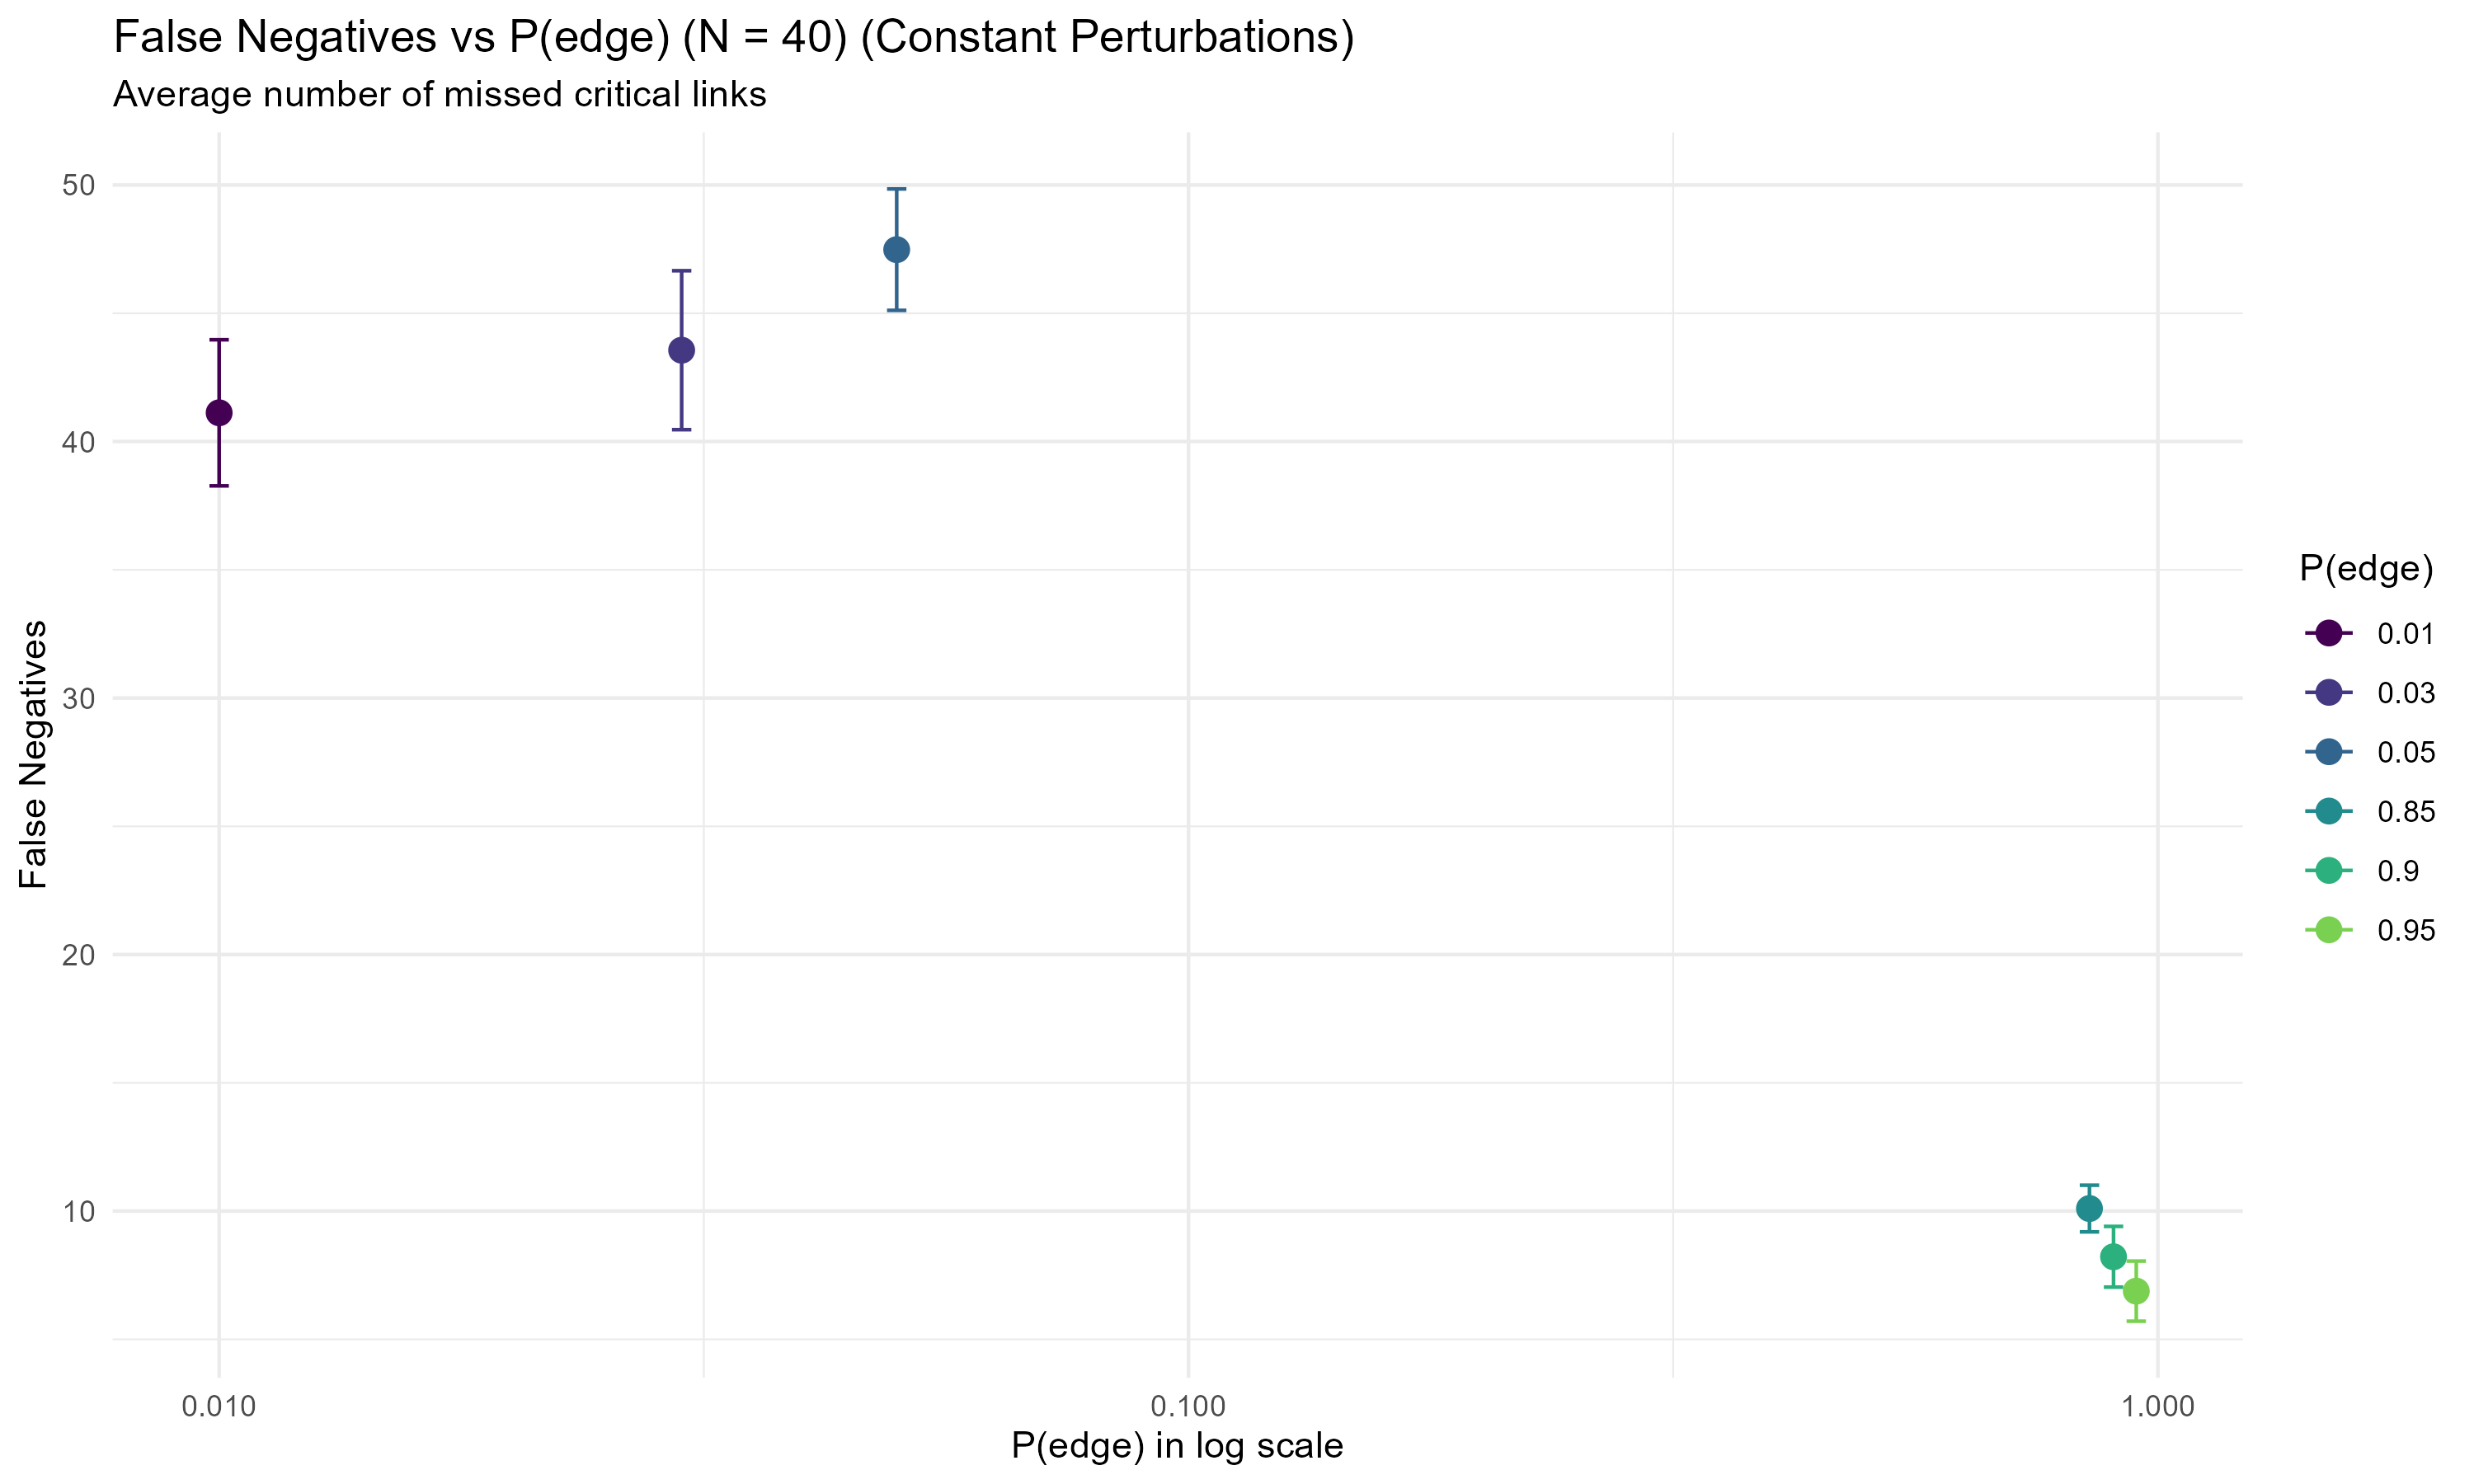 False Negatives vs P(edge) (N = 40) (Constant Perturbations)
Average number of missed critical links
False Negatives
50
40
30
20
10
0.010
0.100
1.000
P(edge) in log scale
P(edge)
0.01
0.03
0.05
0.85
0.9
0.95